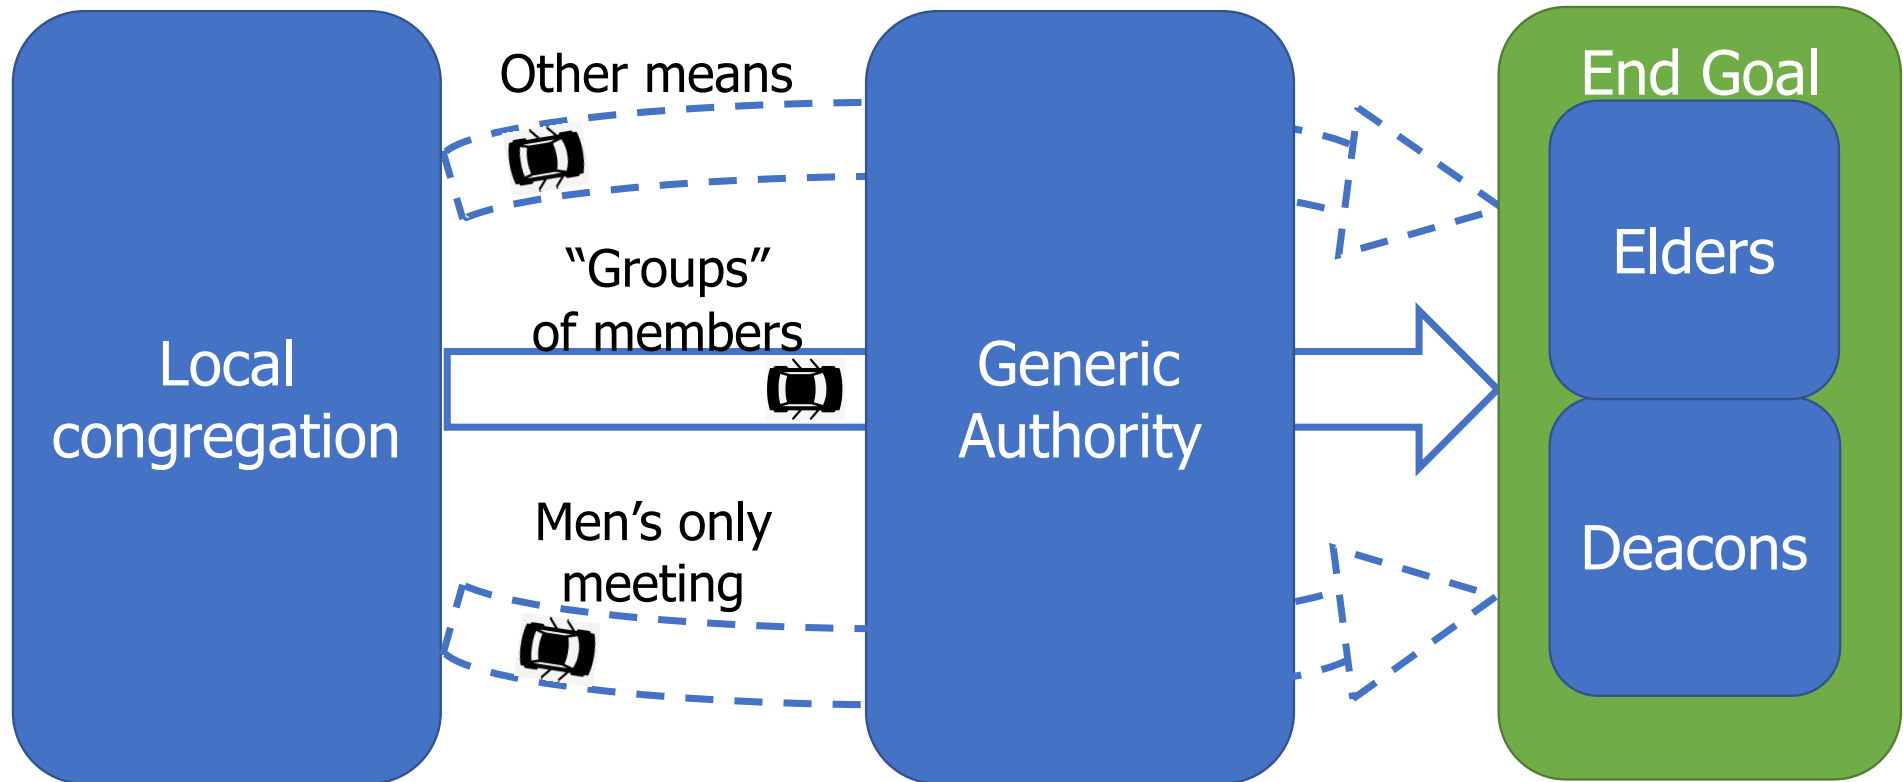 Local
congregation
Other means
“Groups”
of members
Men’s only
meeting
Generic
Authority
End Goal
Elders
Deacons